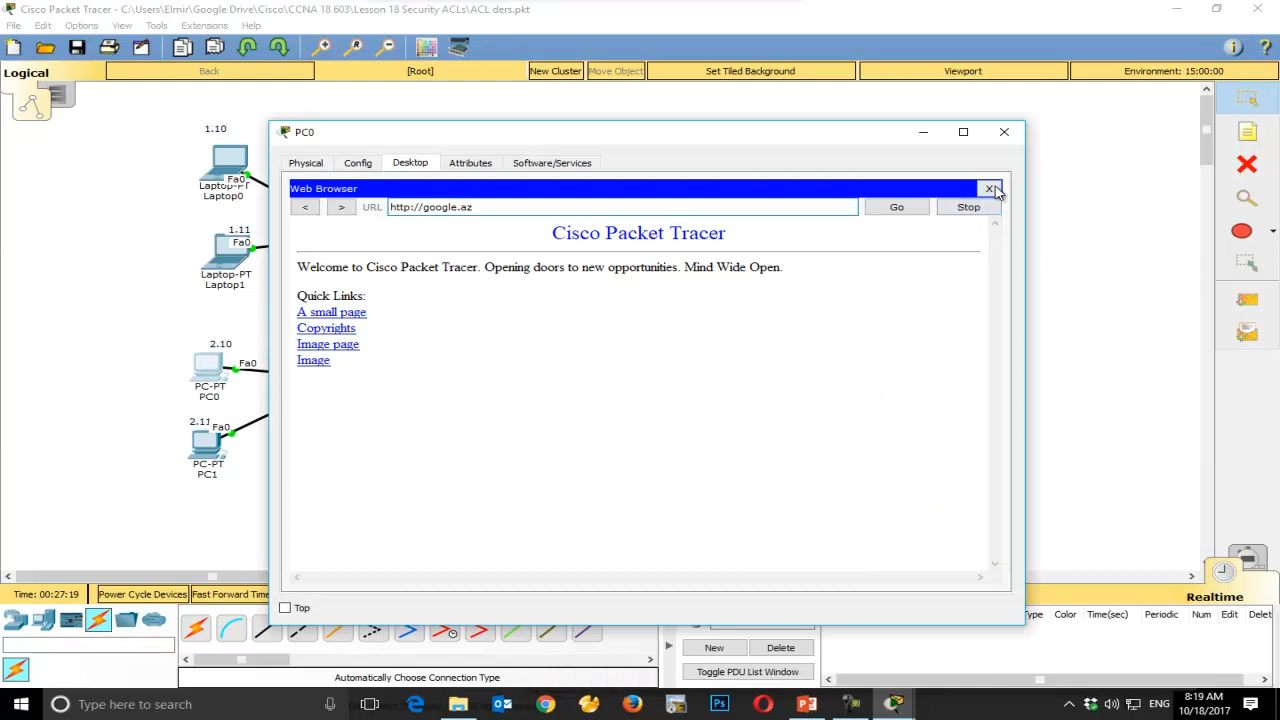 Cisco Packet Tracer - C:\Users\Elmir\Google Drive\Cisco\CCNA 18 603\Lesson 18 Security ACLs\ACL ders.pkt
File Edit Options View Tools Extensions Help
Logical Back [Root] New Cluster Move Object Set Tiled Background Viewport Environment: 15:00:00
1.10
Fa0
Laptop-PT
Laptop0
1.11
Fa0
Laptop-PT
Laptop1
2.10
Fa0
PC-PT
PC0
2.11
Fa0
PC-PT
PC1
PC0
Physical Config Desktop Attributes Software/Services
Web Browser X
< > URL http://google.az Go Stop
Cisco Packet Tracer
Welcome to Cisco Packet Tracer. Opening doors to new opportunities. Mind Wide Open.
Quick Links:
A small page
Copyrights
Image page
Image
Top
Time: 00:27:19 Power Cycle Devices Fast Forward Time
Realtime
Type Color Time(sec) Periodic Num Edit Delet
New Delete
Toggle PDU List Window
Automatically Choose Connection Type
Type here to search
ENG
8:19 AM
10/18/2017